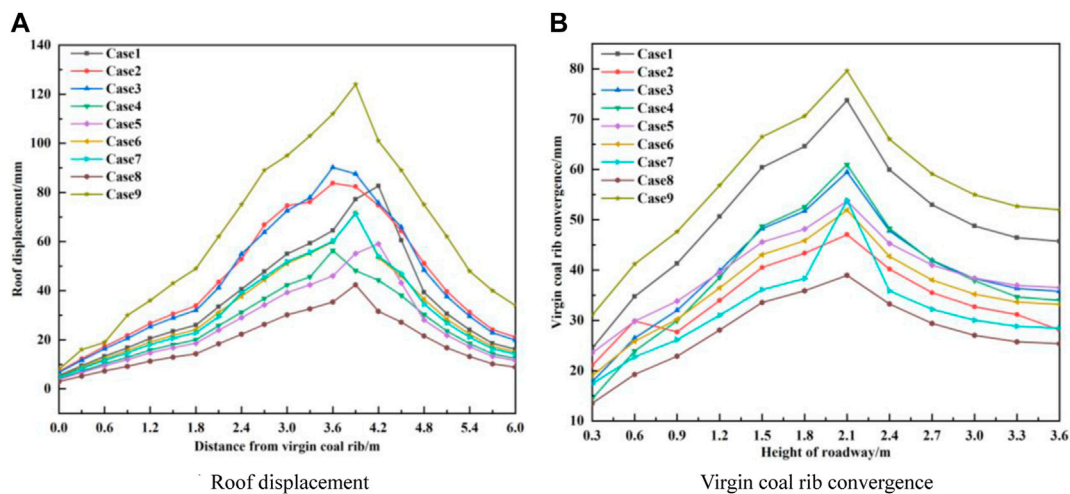 A
140
120
100
80
60
40
20
0
Roof displacement/mm
Case1
Case2
Case3
Case4
Case5
Case6
Case7
Case8
Case9
0.0 0.6 1.2 1.8 2.4 3.0 3.6 4.2 4.8 5.4 6.0
Distance from virgin coal rib/m
Roof displacement
B
80
70
60
50
40
30
20
10
Virgin coal rib convergence/mm
Case1
Case2
Case3
Case4
Case5
Case6
Case7
Case8
Case9
0.3 0.6 0.9 1.2 1.5 1.8 2.1 2.4 2.7 3.0 3.3 3.6
Height of roadway/m
Virgin coal rib convergence